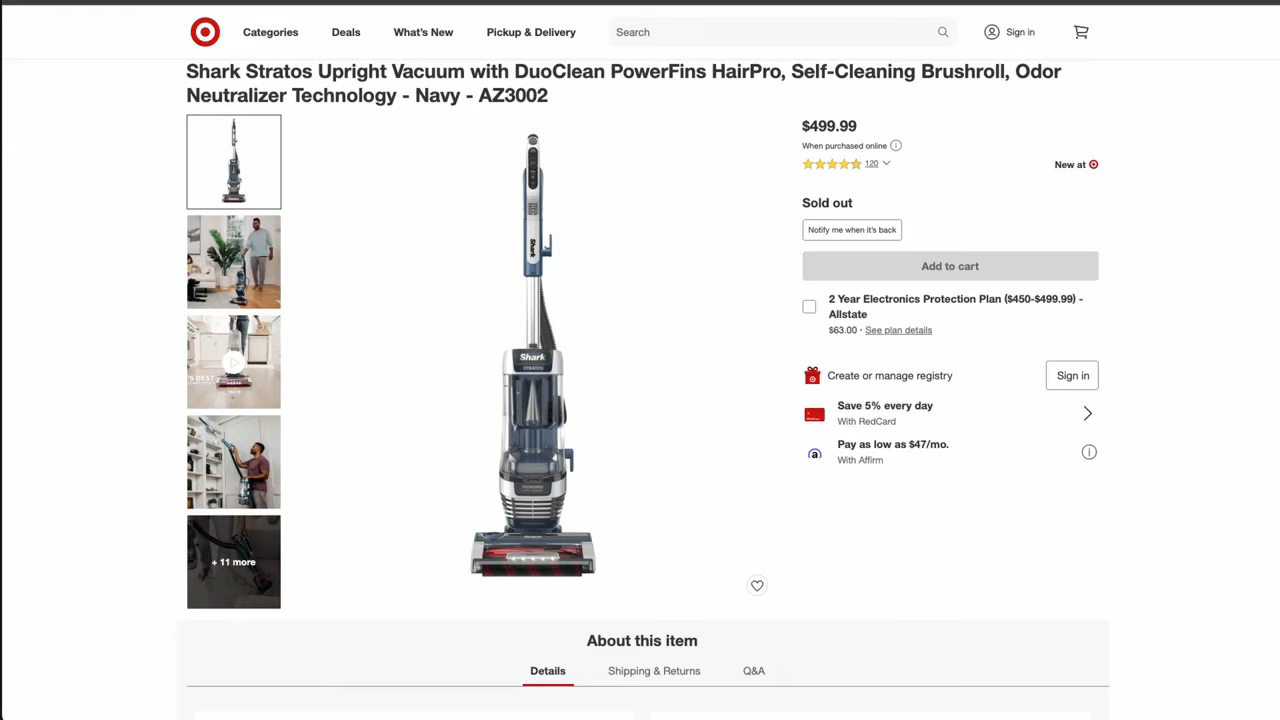 Categories
Deals
What's New
Pickup & Delivery
Search
Sign in
Shark Stratos Upright Vacuum with DuoClean PowerFins HairPro, Self-Cleaning Brushroll, Odor
Neutralizer Technology - Navy - AZ3002
$499.99
When purchased online
120
New at
Sold out
Notify me when it's back
Add to cart
2 Year Electronics Protection Plan ($450-$499.99) -
Allstate
$63.00 · See plan details
Create or manage registry
Sign in
Save 5% every day
With RedCard
Pay as low as $47/mo.
With Affirm
Shark
Shark
STRATOS
+ 11 more
About this item
Details
Shipping & Returns
Q&A